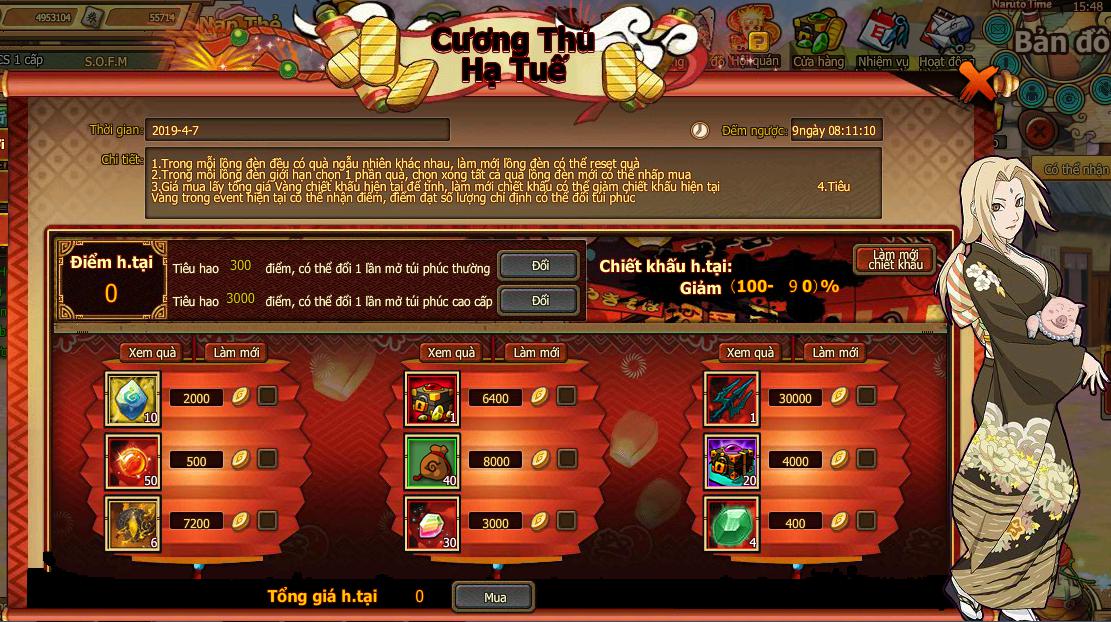 4953104
55714
Nạp Thẻ
Naruto Time
15:48
Bản đồ
S.O.F.M
1 cấp
Hội quán
Cửa hàng
Nhiệm vụ
Hoạt động
Cương Thủ
Hạ Tuế
Thời gian:
2019-4-7
Đếm ngược:
9ngày 08:11:10
Chi tiết:
1.Trong mỗi lồng đèn đều có quà ngẫu nhiên khác nhau, làm mới lồng đèn có thể reset quà
2.Trong mỗi lồng đèn giới hạn chọn 1 phần quà, chọn xóng tất cả quà lồng đèn mới có thể nhấp mua
3.Giá mua lấy tổng giá Vàng chiết khấu hiện tại để tính, làm mới chiết khấu có thể giảm chiết khấu hiện tại 4.Tiêu
Vàng trong event hiện tại có thể nhận điểm, điểm đạt số lượng chỉ định có thể đổi túi phúc
Có thể nhận
Điểm h.tại
0
Tiêu hao 300 điểm, có thể đổi 1 lần mở túi phúc thường
Đổi
Tiêu hao 3000 điểm, có thể đổi 1 lần mở túi phúc cao cấp
Đổi
Chiết khấu h.tại:
Giảm (100- 9 0)%
Làm mới
chiết khấu
Xem quà Làm mới
Xem quà Làm mới
Xem quà Làm mới
10 2000
1 6400
1 30000
50 500
40 8000
20 4000
6 7200
30 3000
4 400
Tổng giá h.tại 0 Mua